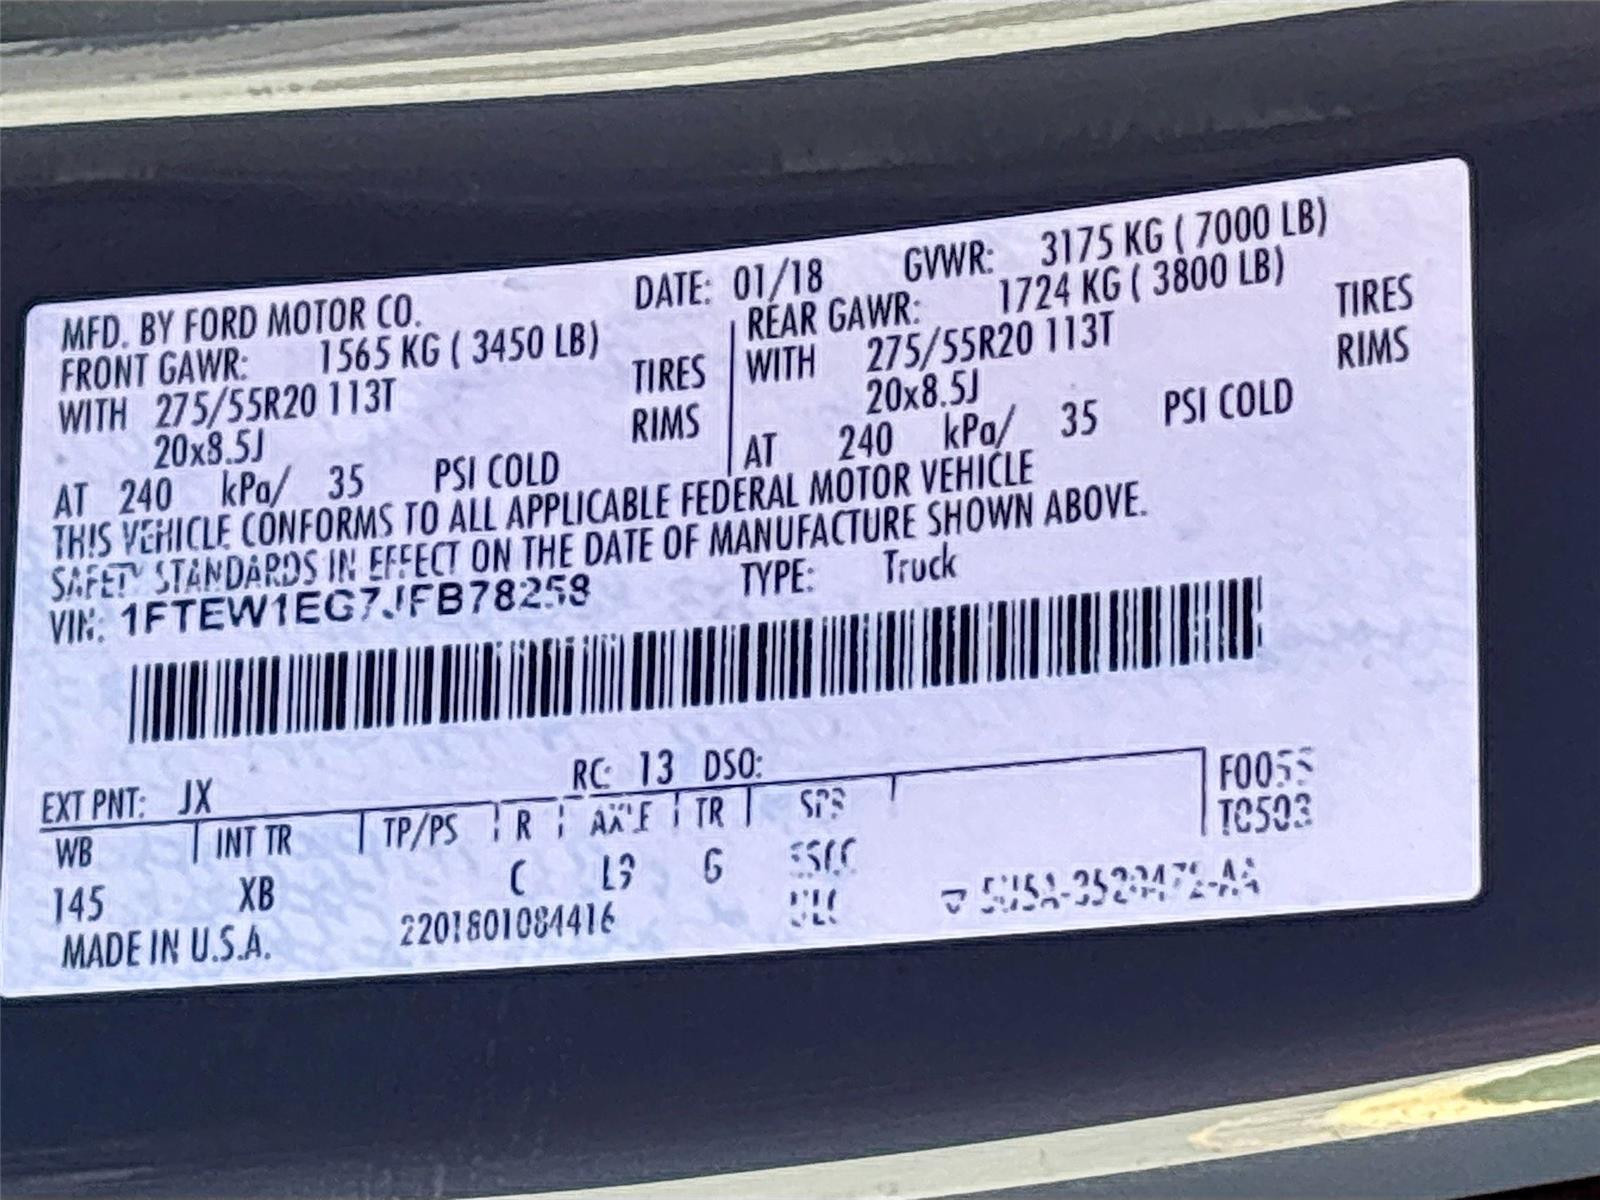 MFD. BY FORD MOTOR CO. DATE: 01/18 GVWR: 3175 KG ( 7000 LB)
FRONT GAWR: 1565 KG ( 3450 LB) REAR GAWR: 1724 KG ( 3800 LB)
WITH 275/55R20 113T TIRES WITH 275/55R20 113T TIRES
20x8.5J RIMS 20x8.5J RIMS
AT 240 kPa/ 35 PSI COLD AT 240 kPa/ 35 PSI COLD
THIS VEHICLE CONFORMS TO ALL APPLICABLE FEDERAL MOTOR VEHICLE
SAFETY STANDARDS IN EFFECT ON THE DATE OF MANUFACTURE SHOWN ABOVE.
VIN: 1FTEW1EG7JFB78258 TYPE: Truck
EXT PNT: JX RC: 13 DSO: F0055
WB INT TR TP/PS R AXLE TR SPR T0503
145 XB C L9 G
MADE IN U.S.A. 2201801084416